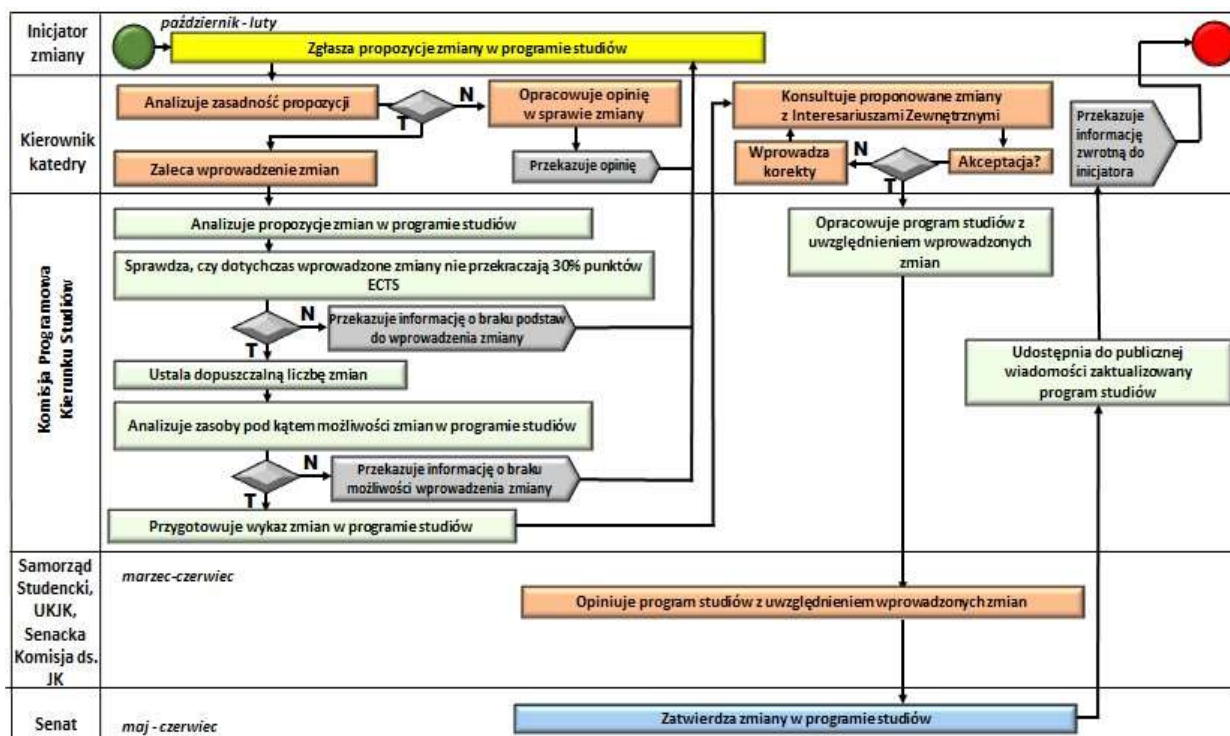 Inicjator
zmiany
październik - luty
Zgłasza propozycje zmiany w programie studiów
Kierownik
katedry
Analizuje zasadność propozycji
N
T
Opracowuje opinię
w sprawie zmiany
Zaleca wprowadzenie zmian
Przekazuje opinię
Konsultuje proponowane zmiany
z Interesariuszami Zewnętrznymi
Wprowadza
korekty
N
T
Akceptacja?
Przekazuje
informację
zwrotną do
inicjatora
Komisja Programowa
Kierunku Studiów
Analizuje propozycje zmian w programie studiów
Sprawdza, czy dotychczas wprowadzone zmiany nie przekraczają 30% punktów
ECTS
N
T
Przekazuje informację o braku podstaw
do wprowadzenia zmiany
Ustala dopuszczalną liczbę zmian
Analizuje zasoby pod kątem możliwości zmian w programie studiów
N
T
Przekazuje informację o braku
możliwości wprowadzenia zmiany
Przygotowuje wykaz zmian w programie studiów
Opracowuje program studiów z
uwzględnieniem wprowadzonych
zmian
Udostępnia do publicznej
wiadomości zaktualizowany
program studiów
Samorząd
Studencki,
UKJK,
Senacka
Komisja ds.
JK
marzec-czerwiec
Opiniuje program studiów z uwzględnieniem wprowadzonych zmian
Senat
maj - czerwiec
Zatwierdza zmiany w programie studiów